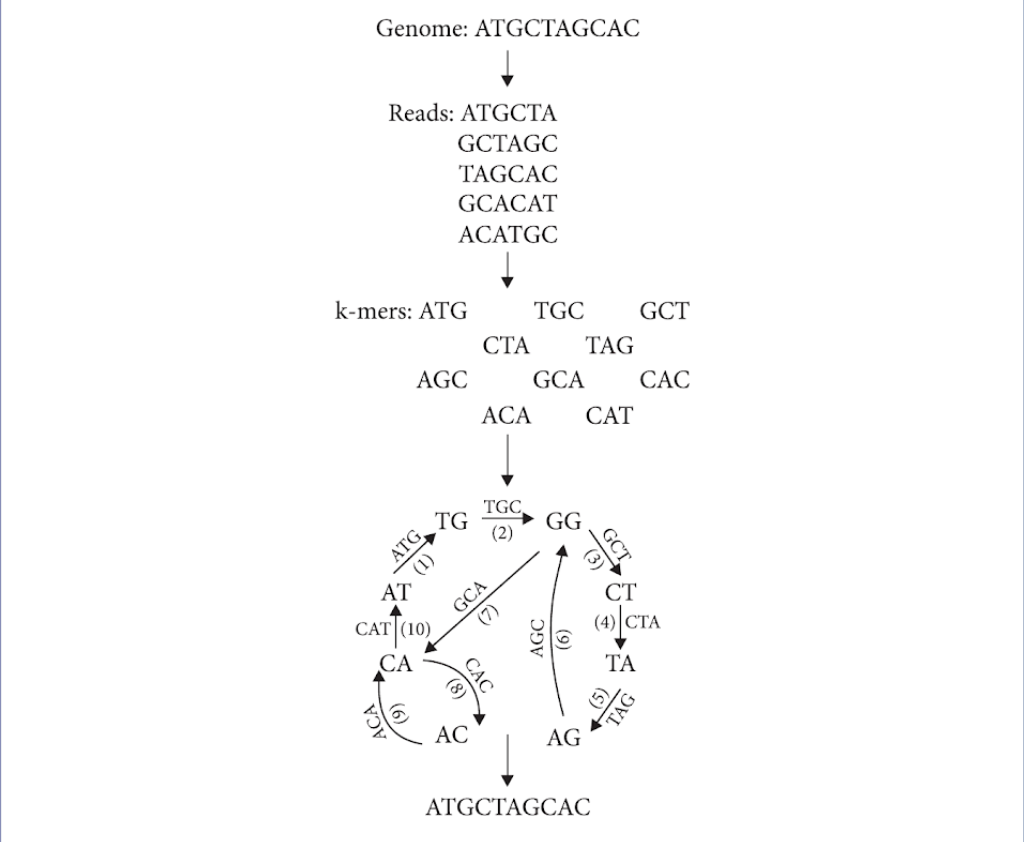 Genome: ATGCTAGCAC
Reads: ATGCTA
GCTAGC
TAGCAC
GCACAT
ACATGC
k-mers: ATG TGC GCT
CTA TAG
AGC GCA CAC
ACA CAT
TG TGC (2) GG
ATG (1)
GCT (3)
AT
CT
GCA (7)
AGC (6)
CAT (10)
(4) CTA
CA
TA
CAC (8)
(5) TAG
ACA (9)
AC
AG
ATGCTAGCAC